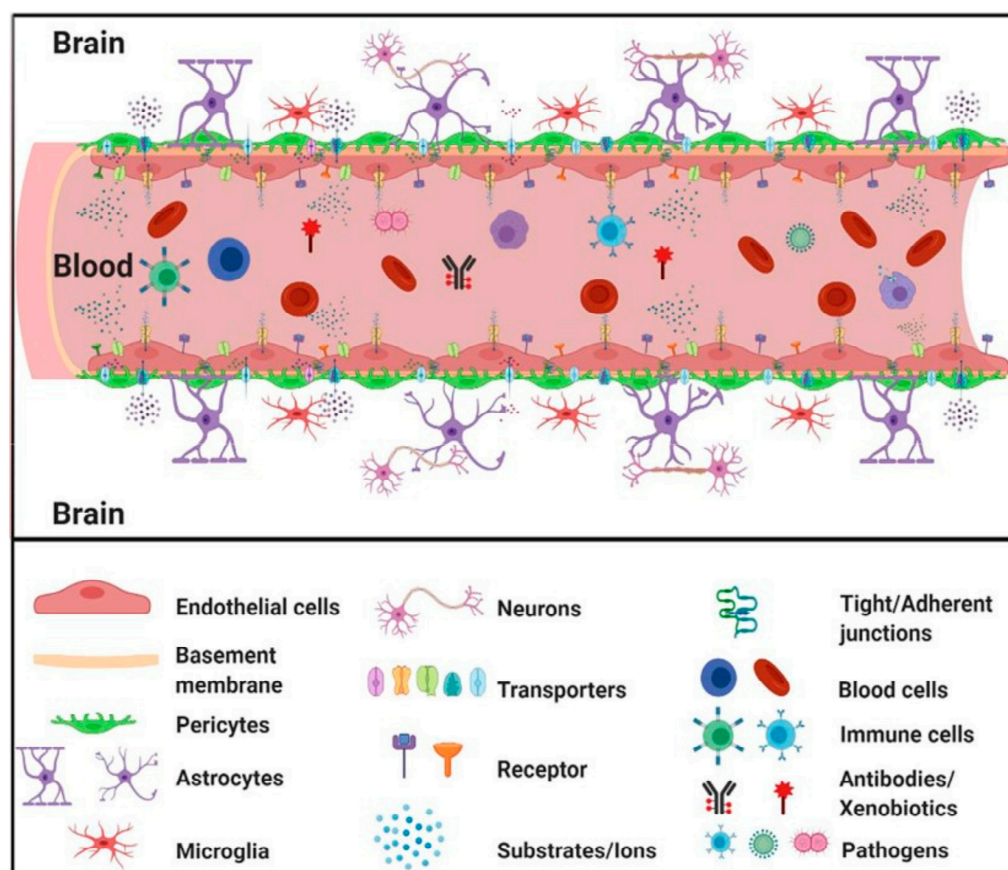 Brain
Blood
Brain
Endothelial cells
Basement
membrane
Pericytes
Astrocytes
Microglia
Neurons
Transporters
Receptor
Substrates/Ions
Tight/Adherent
junctions
Blood cells
Immune cells
Antibodies/
Xenobiotics
Pathogens